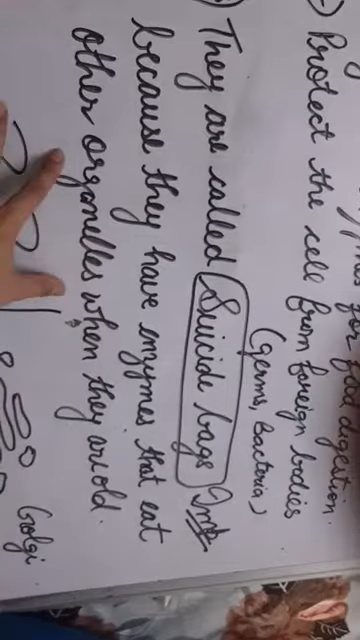 for food digestion.
-) Protect the cell from foreign bodies
(germs, Bacteria)
They are called Suicide bags Imp
because they have enzymes that eat
other organelles when they are old.
Golgi